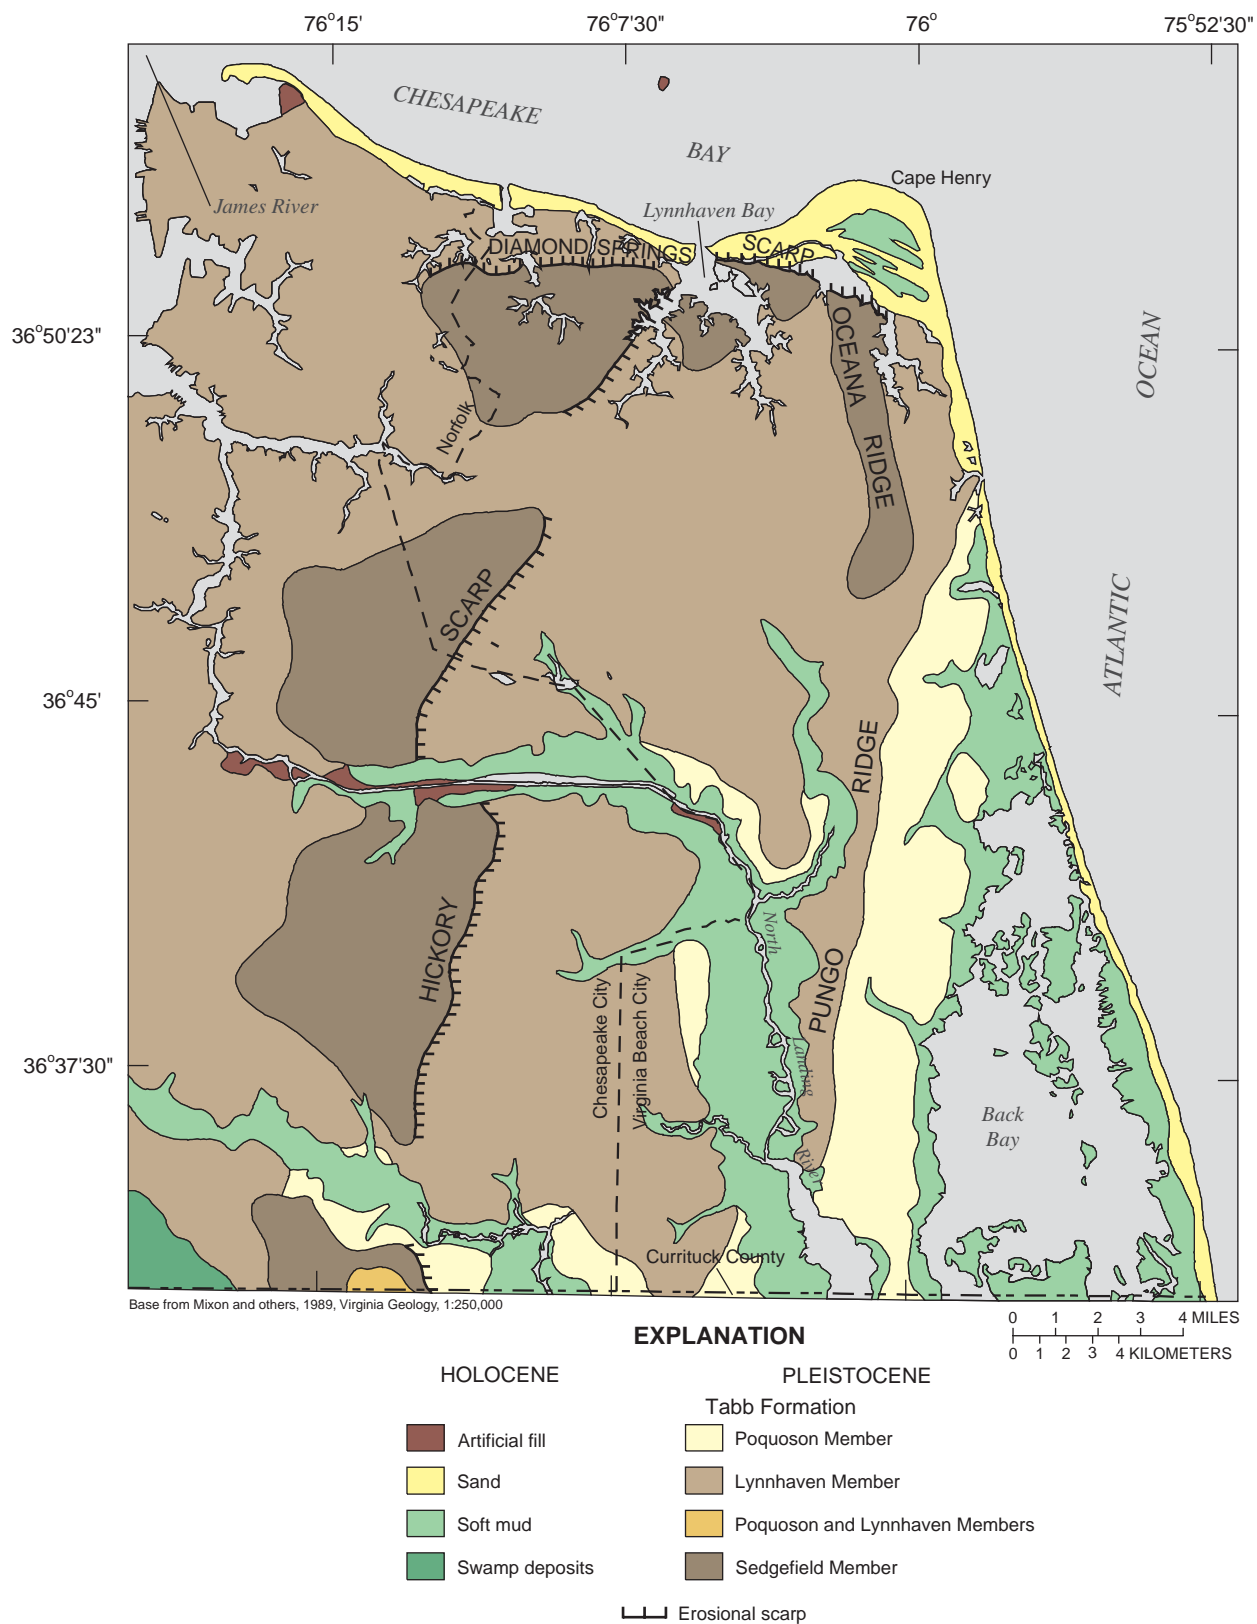 76°15' 76°7'30" 76° 75°52'30"
CHESAPEAKE
BAY
Cape Henry
James River
Lynnhaven Bay
DIAMOND SPRINGS SCARP
36°50'23"
OCEANA RIDGE
ATLANTIC OCEAN
Norfolk
SCARP
36°45'
RIDGE
HICKORY
North
PUNGO
Chesapeake City
Virginia Beach City
Landing
36°37'30"
Back
Bay
River
Currituck County
Base from Mixon and others, 1989, Virginia Geology, 1:250,000
0 1 2 3 4 MILES
0 1 2 3 4 KILOMETERS
EXPLANATION
HOLOCENE
Artificial fill
Sand
Soft mud
Swamp deposits
PLEISTOCENE
Tabb Formation
Poquoson Member
Lynnhaven Member
Poquoson and Lynnhaven Members
Sedgefield Member
Erosional scarp